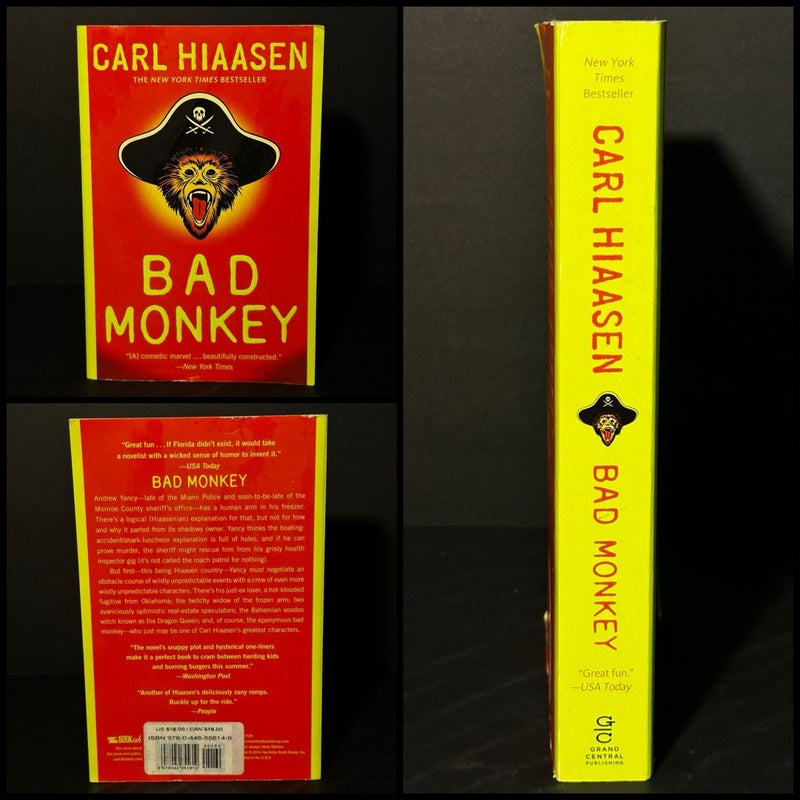 CARL HIAASEN
THE NEW YORK TIMES BESTSELLER
BAD
MONKEY
"[A] comedic marvel . . . beautifully constructed."
—New York Times
"Great fun . . . If Florida didn't exist, it would take
a novelist with a wicked sense of humor to invent it."
—USA Today
BAD MONKEY
Andrew Yancy—late of the Miami Police and soon-to-be-late of the
Monroe County sheriff's office—has a human arm in his freezer.
There's a logical (Hiaasenian) explanation for that, but not for how
and why it parted from its shadowy owner. Yancy thinks the boating-
accident/shark-luncheon explanation is full of holes, and if he can
prove murder, the sheriff might rescue him from his grisly health
inspector gig (it's not called the roach patrol for nothing).
But first—this being Hiaasen country—Yancy must negotiate an
obstacle course of wildly unpredictable events with a crew of even more
wildly unpredictable characters. There's his just-ex lover, a hot-blooded
fugitive from Oklahoma; the twitchy widow of the frozen arm; two
avariciously optimistic real-estate speculators; the Bahamian voodoo
witch known as the Dragon Queen; and, of course, the eponymous bad
monkey—who just may be one of Carl Hiaasen's greatest characters.
"The novel's snappy plot and hysterical one-liners
make it a perfect book to cram between herding kids
and burning burgers this summer."
—Washington Post
"Another of Hiaasen's deliciously zany romps.
Buckle up for the ride."
—People
ISBN 978-0-446-55614-9
New York
Times
Bestseller
CARL HIAASEN
BAD MONKEY
"Great fun."
—USA Today
GRAND
CENTRAL
PUBLISHING